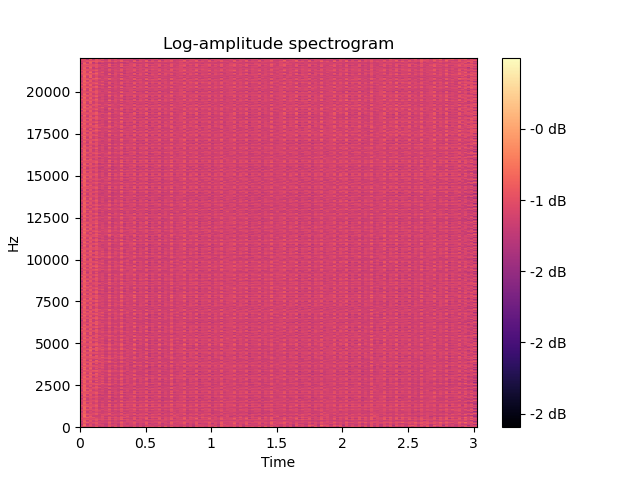 Log-amplitude spectrogram
20000
17500
15000
12500
10000
7500
5000
2500
0
Hz
0 0.5 1 1.5 2 2.5 3
Time
-0 dB
-1 dB
-2 dB
-2 dB
-2 dB